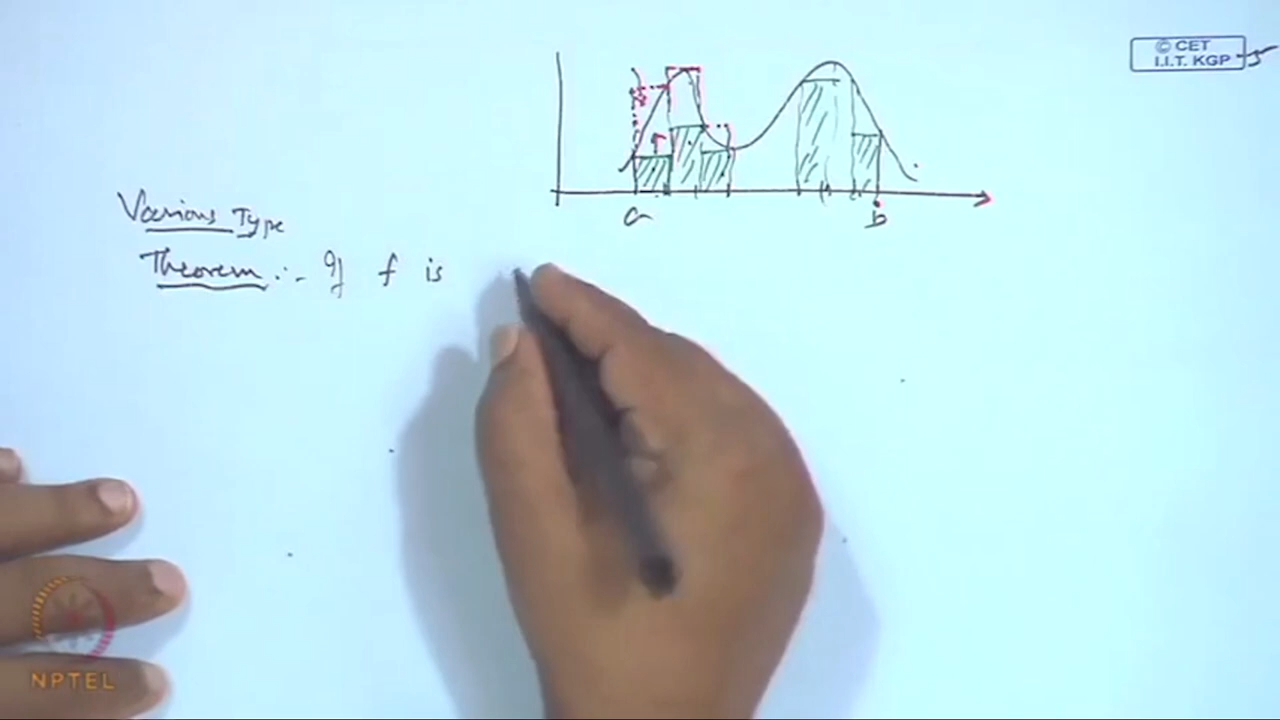 © CET
I.I.T. KGP
a
b
Various Type
Theorem :- If f is
NPTEL